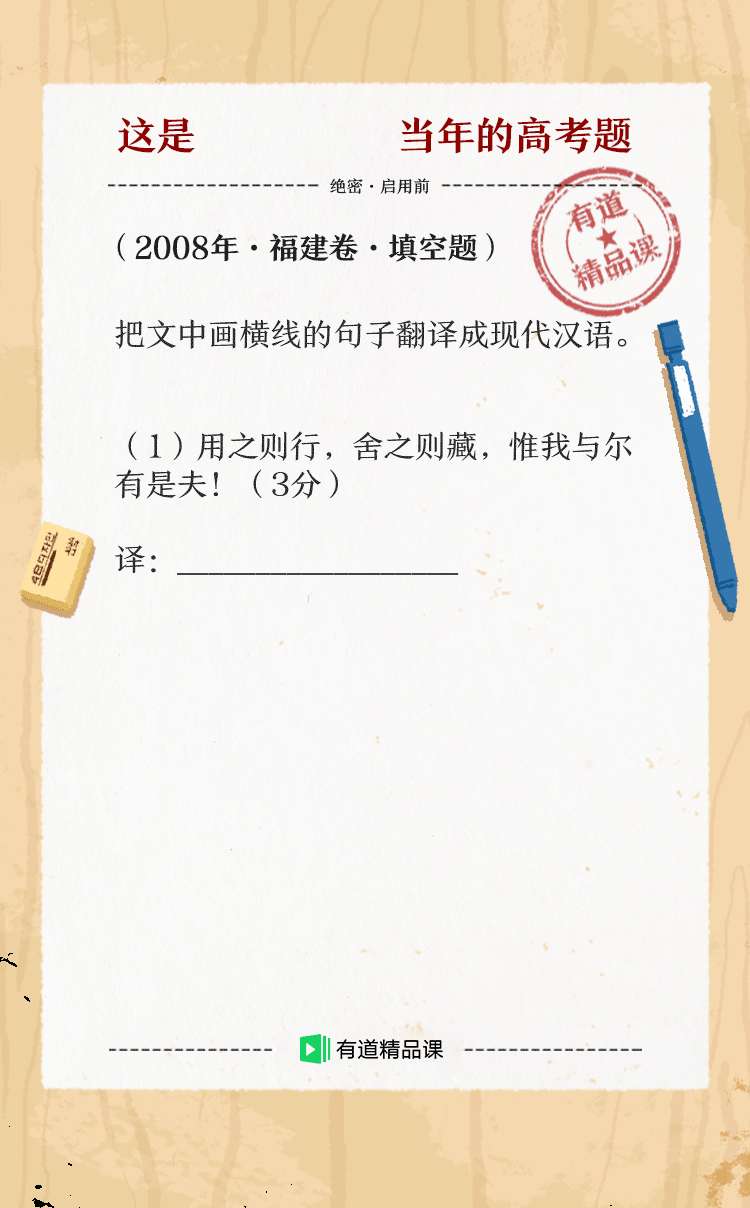 这是 当年的高考题
绝密·启用前
（2008年·福建卷·填空题）
有道
精品课
把文中画横线的句子翻译成现代汉语。
（1）用之则行，舍之则藏，惟我与尔
有是夫！（3分）
译：__________________
有道精品课